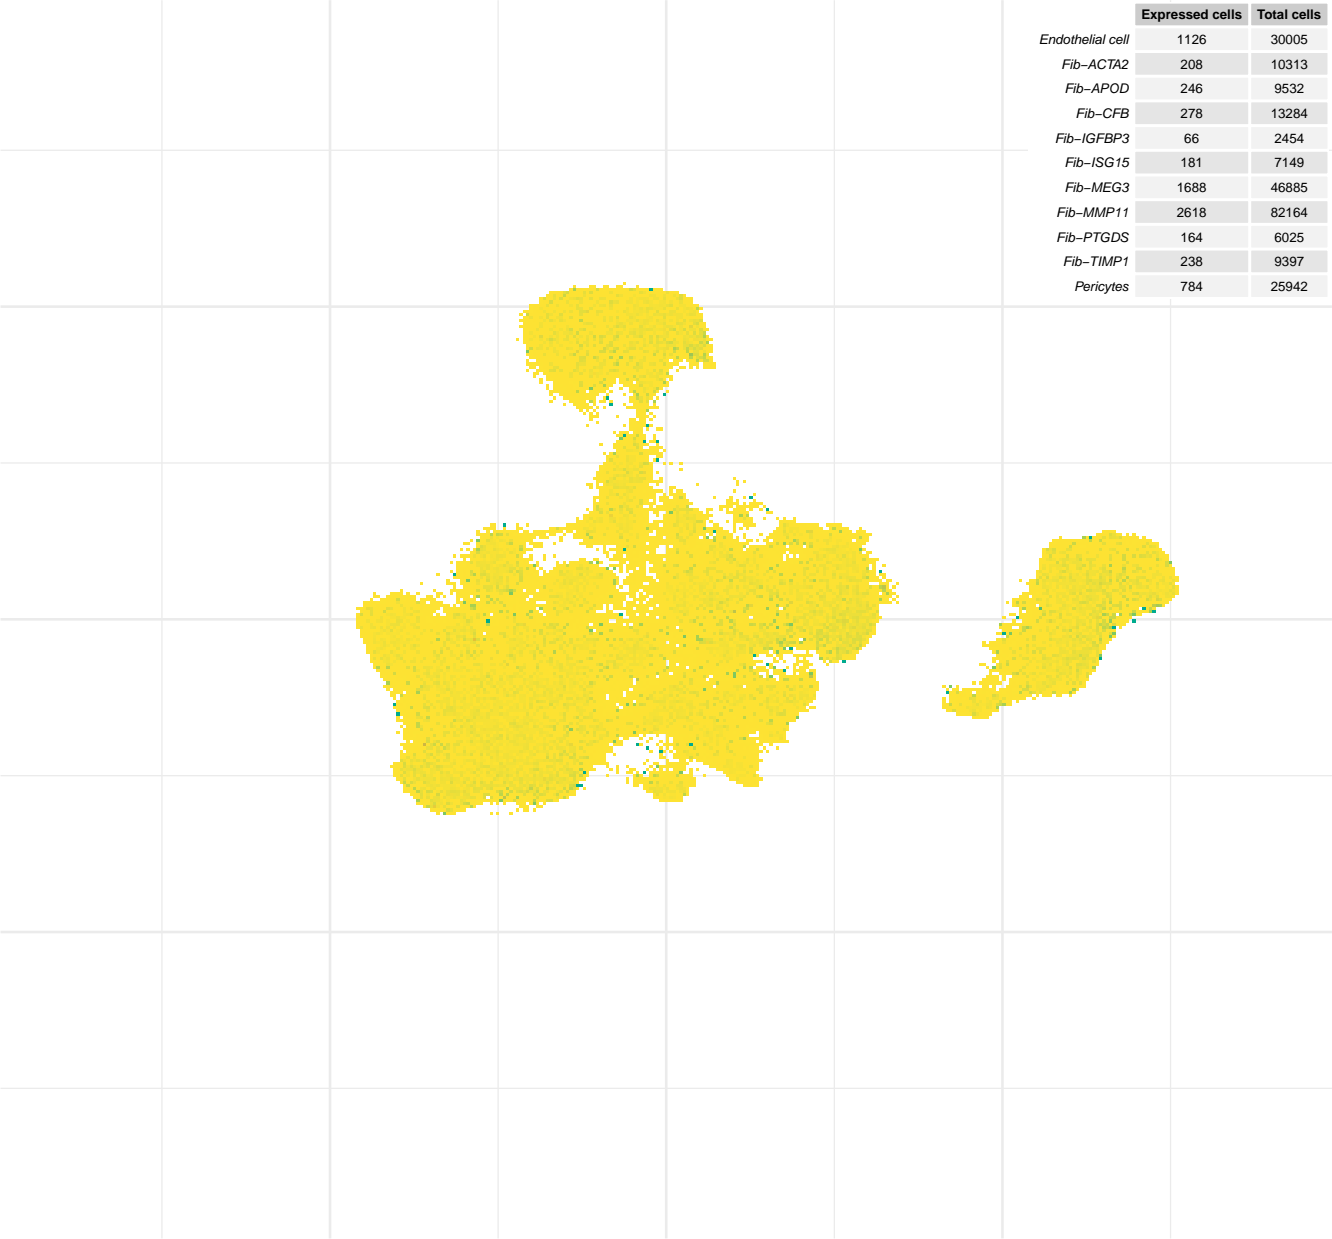 Expressed cells Total cells
Endothelial cell 1126 30005
Fib−ACTA2 208 10313
Fib−APOD 246 9532
Fib−CFB 278 13284
Fib−IGFBP3 66 2454
Fib−ISG15 181 7149
Fib−MEG3 1688 46885
Fib−MMP11 2618 82164
Fib−PTGDS 164 6025
Fib−TIMP1 238 9397
Pericytes 784 25942